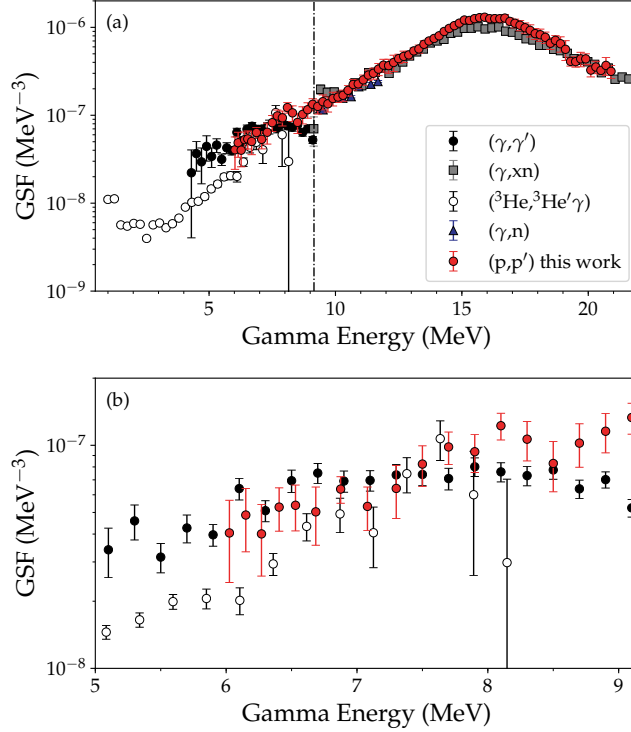 (a)
GSF (MeV⁻³)
10⁻⁶
10⁻⁷
10⁻⁸
10⁻⁹
(γ,γ′)
(γ,xn)
(³He,³He′γ)
(γ,n)
(p,p′) this work
5 10 15 20
Gamma Energy (MeV)
(b)
GSF (MeV⁻³)
10⁻⁷
10⁻⁸
5 6 7 8 9
Gamma Energy (MeV)